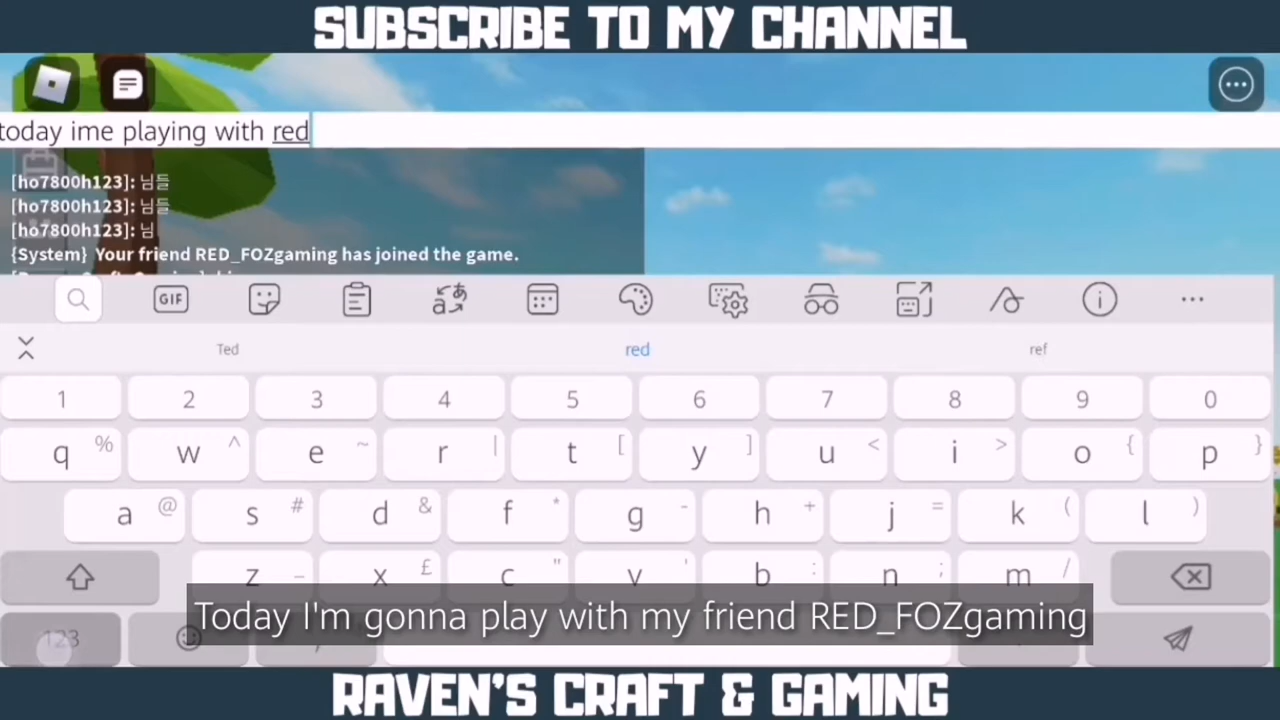 SUBSCRIBE TO MY CHANNEL
today ime playing with red
[ho7800h123]: 님들
[ho7800h123]: 님들
[ho7800h123]: 님
{System} Your friend RED_FOZgaming has joined the game.
GIF
Ted red ref
1 2 3 4 5 6 7 8 9 0
q % w ^ e ~ r | t [ y ] u < i > o { p }
a @ s # d & f * g - h + j = k ( l )
z _ x £ c " v ' b : n ; m /
Today I'm gonna play with my friend RED_FOZgaming
123
RAVEN'S CRAFT & GAMING